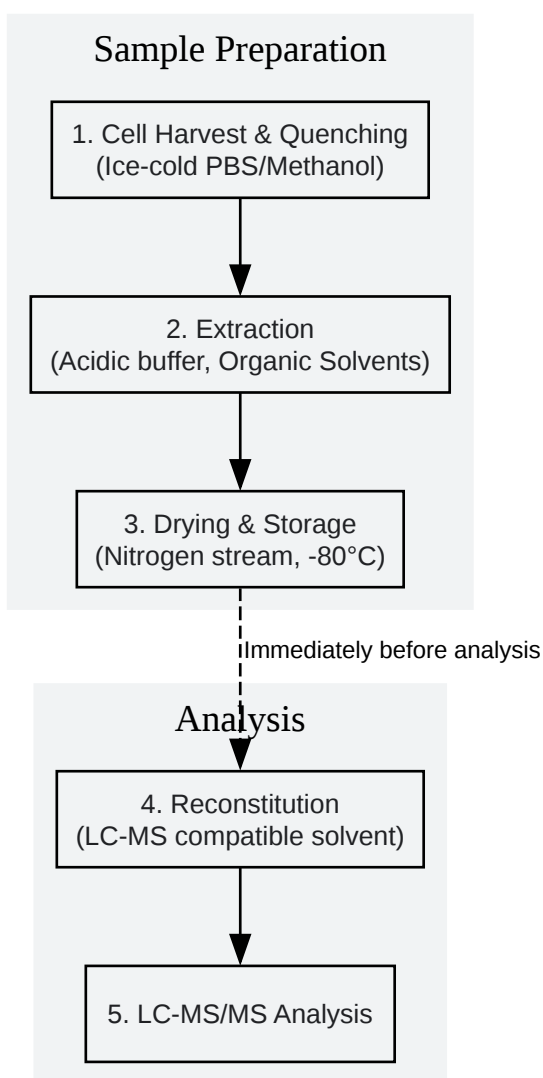 Sample Preparation
1. Cell Harvest & Quenching
(Ice-cold PBS/Methanol)
2. Extraction
(Acidic buffer, Organic Solvents)
3. Drying & Storage
(Nitrogen stream, -80°C)
Immediately before analysis
Analysis
4. Reconstitution
(LC-MS compatible solvent)
5. LC-MS/MS Analysis